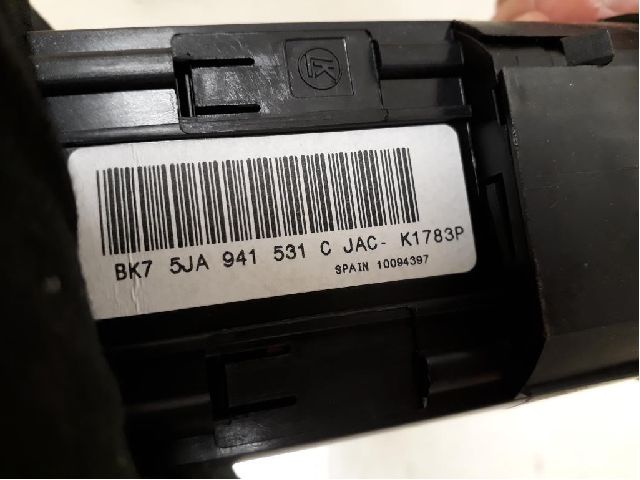 BK7 5JA 941 531 C JAC- K1783P
SPAIN 10094397